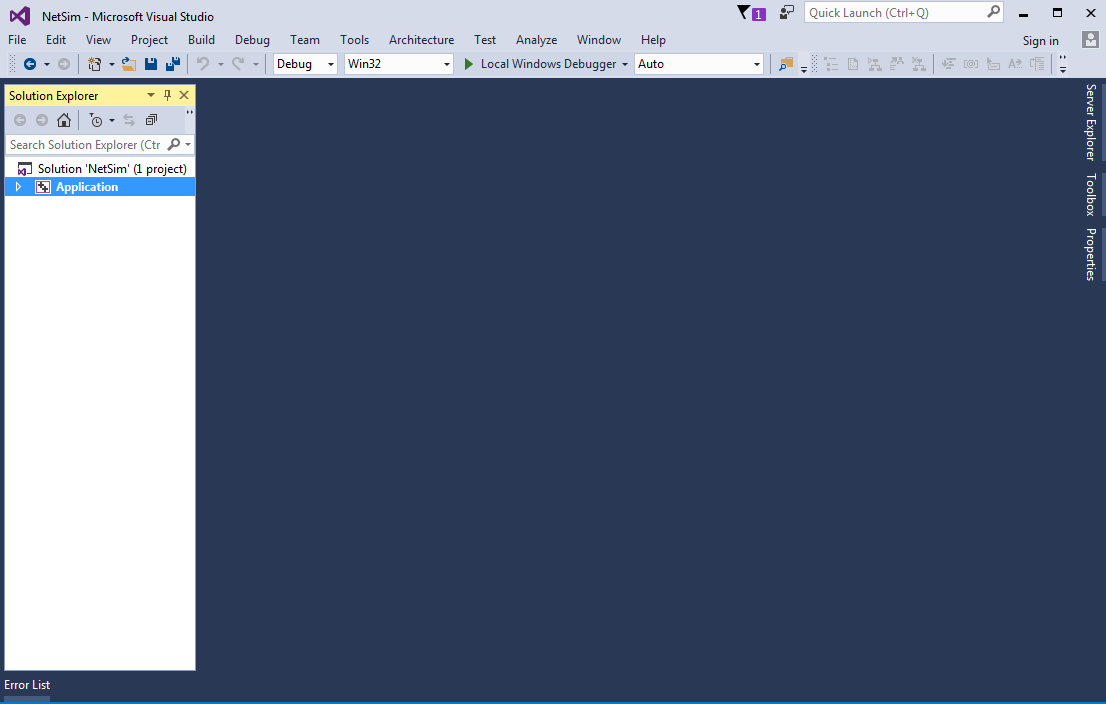 NetSim - Microsoft Visual Studio
1
Quick Launch (Ctrl+Q)
File Edit View Project Build Debug Team Tools Architecture Test Analyze Window Help
Sign in
Debug Win32 Local Windows Debugger Auto
Solution Explorer
Search Solution Explorer (Ctr
Solution 'NetSim' (1 project)
Application
Server Explorer
Toolbox
Properties
Error List